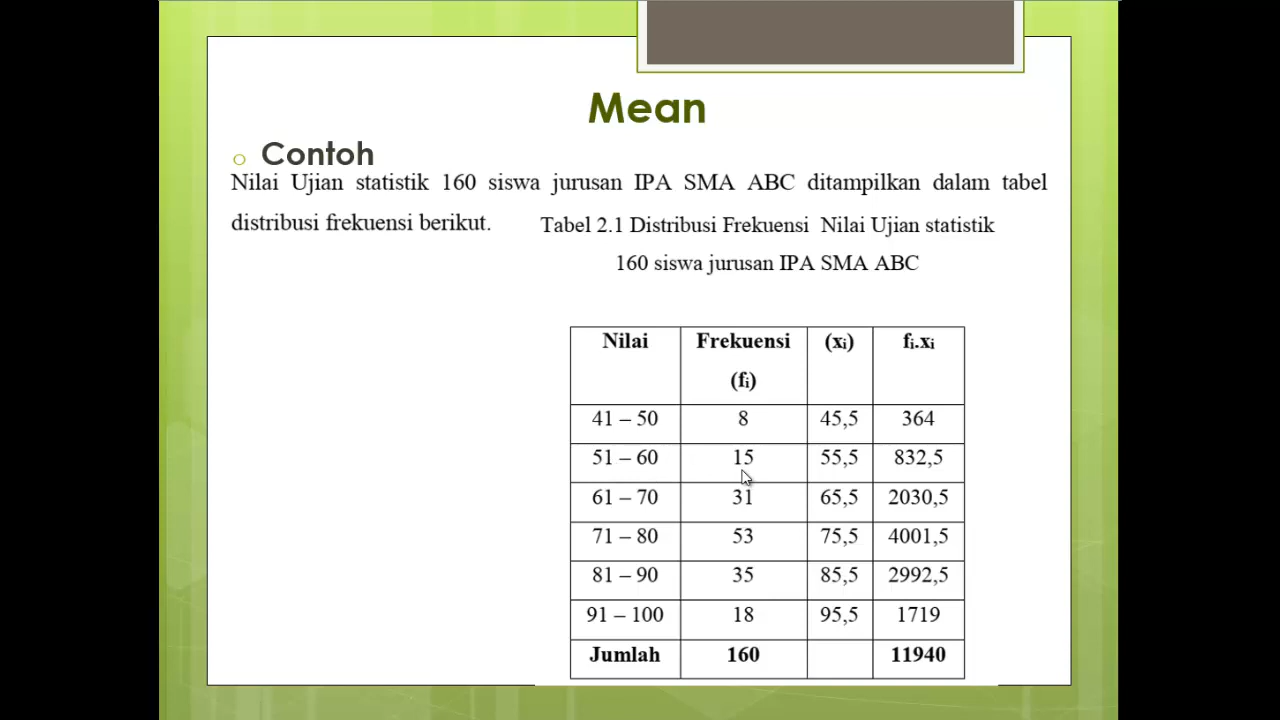 Mean
Contoh
Nilai Ujian statistik 160 siswa jurusan IPA SMA ABC ditampilkan dalam tabel
distribusi frekuensi berikut.
Tabel 2.1 Distribusi Frekuensi Nilai Ujian statistik
160 siswa jurusan IPA SMA ABC
Nilai Frekuensi (xi) fi.xi
(fi)
41 – 50 8 45,5 364
51 – 60 15 55,5 832,5
61 – 70 31 65,5 2030,5
71 – 80 53 75,5 4001,5
81 – 90 35 85,5 2992,5
91 – 100 18 95,5 1719
Jumlah 160 11940